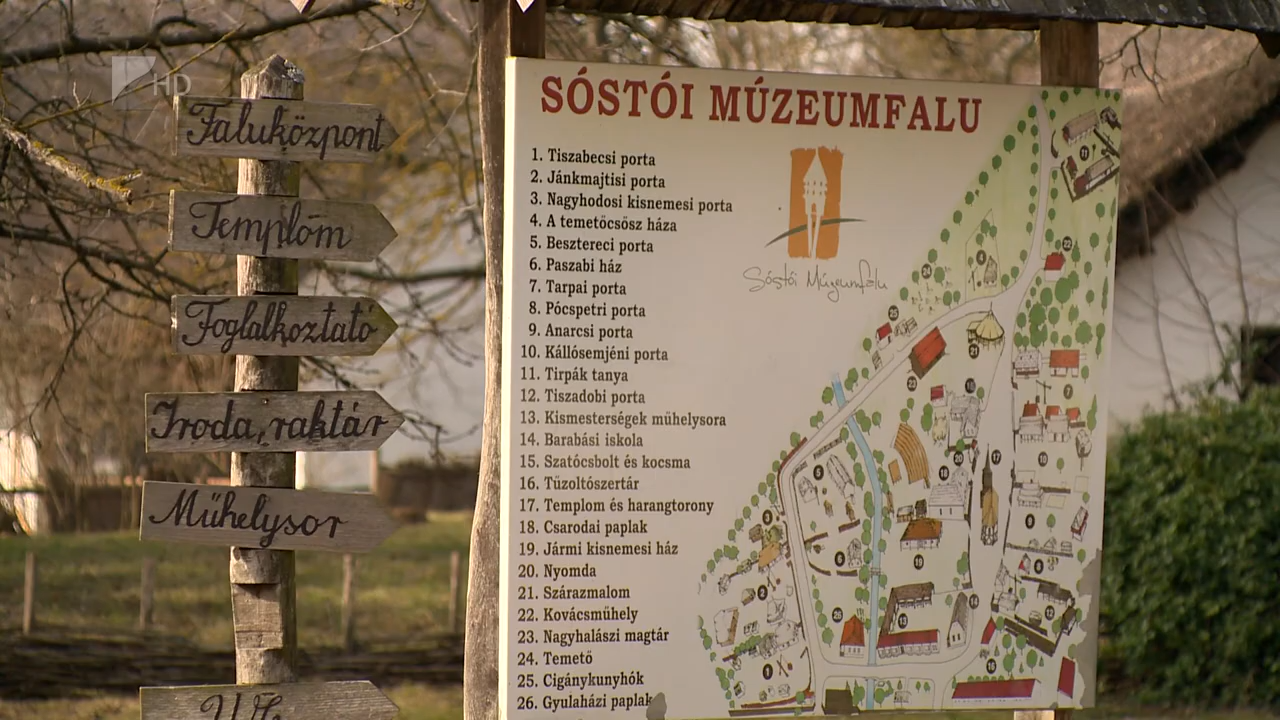 HD
Faluközpont
Templom
Foglalkoztató
Iroda, raktár
Műhelysor
SÓSTÓI MÚZEUMFALU
1. Tiszabecsi porta
2. Jánkmajtisi porta
3. Nagyhodosi kisnemesi porta
4. A temetőcsősz háza
5. Besztereci porta
6. Paszabi ház
7. Tarpai porta
8. Pócspetri porta
9. Anarcsi porta
10. Kállósemjéni porta
11. Tirpák tanya
12. Tiszadobi porta
13. Kismesterségek műhelysora
14. Barabási iskola
15. Szatócsbolt és kocsma
16. Tűzoltószertár
17. Templom és harangtorony
18. Csarodai paplak
19. Jármi kisnemesi ház
20. Nyomda
21. Szárazmalom
22. Kovácsműhely
23. Nagyhalászi magtár
24. Temető
25. Cigánykunyhók
26. Gyulaházi paplak
Sóstói Múzeumfalu